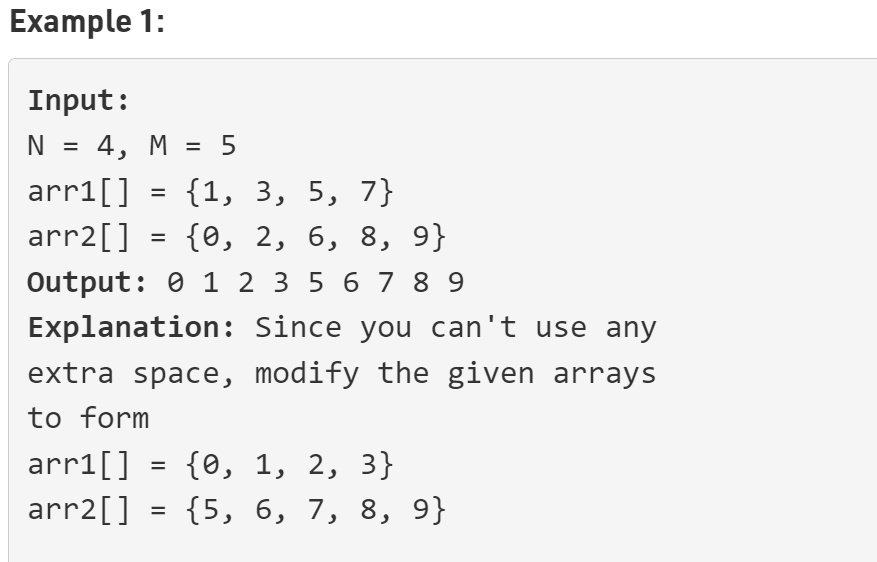 Example 1:
Input:
N = 4, M = 5
arr1[] = {1, 3, 5, 7}
arr2[] = {0, 2, 6, 8, 9}
Output: 0 1 2 3 5 6 7 8 9
Explanation: Since you can't use any
extra space, modify the given arrays
to form
arr1[] = {0, 1, 2, 3}
arr2[] = {5, 6, 7, 8, 9}